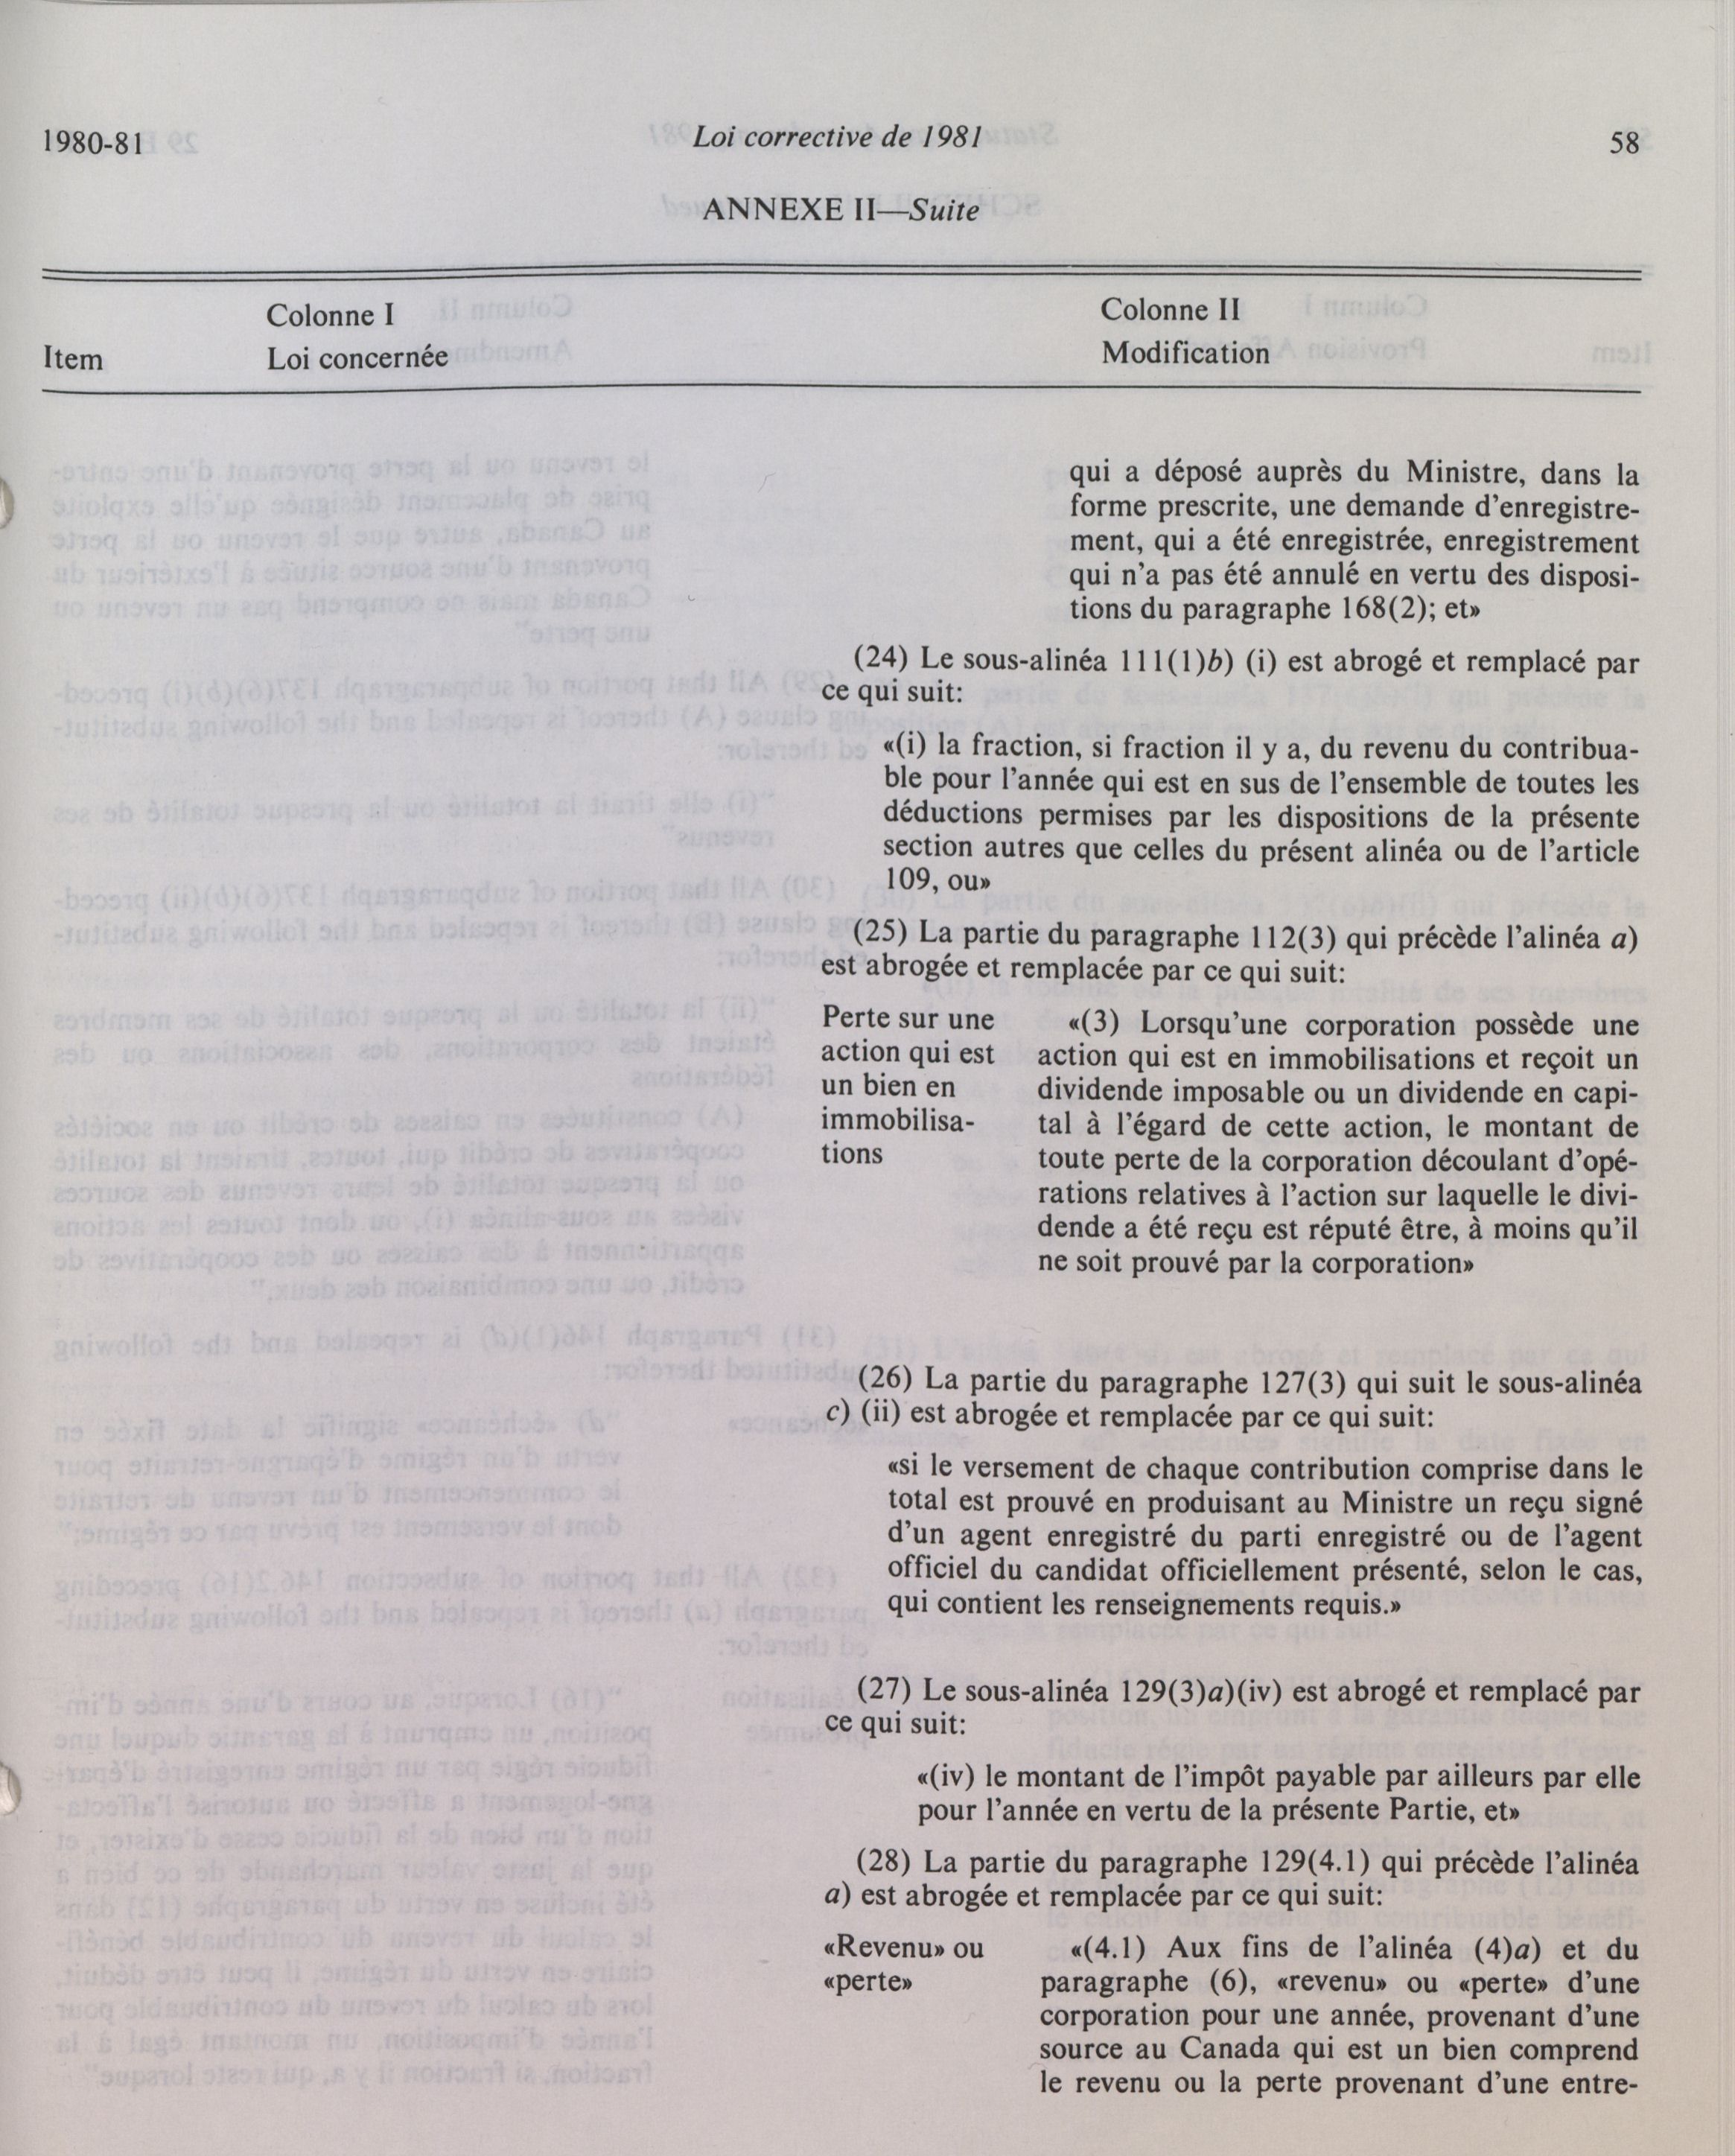 1980-81
Loi corrective de 1981
58
ANNEXE II—Suite
Colonne I
Colonne II
Item
Loi concernée
Modification
qui a déposé auprès du Ministre, dans la
forme prescrite, une demande d'enregistre-
ment, qui a été enregistrée, enregistrement
qui n'a pas été annulé en vertu des disposi-
tions du paragraphe 168(2); et»
(24) Le sous-alinéa 111(1)b) (i) est abrogé et remplacé par
ce qui suit:
«(i) la fraction, si fraction il y a, du revenu du contribua-
ble pour l'année qui est en sus de l'ensemble de toutes les
déductions permises par les dispositions de la présente
section autres que celles du présent alinéa ou de l'article
109, ou»
(25) La partie du paragraphe 112(3) qui précède l'alinéa a)
est abrogée et remplacée par ce qui suit:
Perte sur une
action qui est
un bien en
immobilisa-
tions
«(3) Lorsqu'une corporation possède une
action qui est en immobilisations et reçoit un
dividende imposable ou un dividende en capi-
tal à l'égard de cette action, le montant de
toute perte de la corporation découlant d'opé-
rations relatives à l'action sur laquelle le divi-
dende a été reçu est réputé être, à moins qu'il
ne soit prouvé par la corporation»
(26) La partie du paragraphe 127(3) qui suit le sous-alinéa
c) (ii) est abrogée et remplacée par ce qui suit:
«si le versement de chaque contribution comprise dans le
total est prouvé en produisant au Ministre un reçu signé
d'un agent enregistré du parti enregistré ou de l'agent
officiel du candidat officiellement présenté, selon le cas,
qui contient les renseignements requis.»
(27) Le sous-alinéa 129(3)a)(iv) est abrogé et remplacé par
ce qui suit:
«(iv) le montant de l'impôt payable par ailleurs par elle
pour l'année en vertu de la présente Partie, et»
(28) La partie du paragraphe 129(4.1) qui précède l'alinéa
a) est abrogée et remplacée par ce qui suit:
«Revenu» ou
«perte»
«(4.1) Aux fins de l'alinéa (4)a) et du
paragraphe (6), «revenu» ou «perte» d'une
corporation pour une année, provenant d'une
source au Canada qui est un bien comprend
le revenu ou la perte provenant d'une entre-